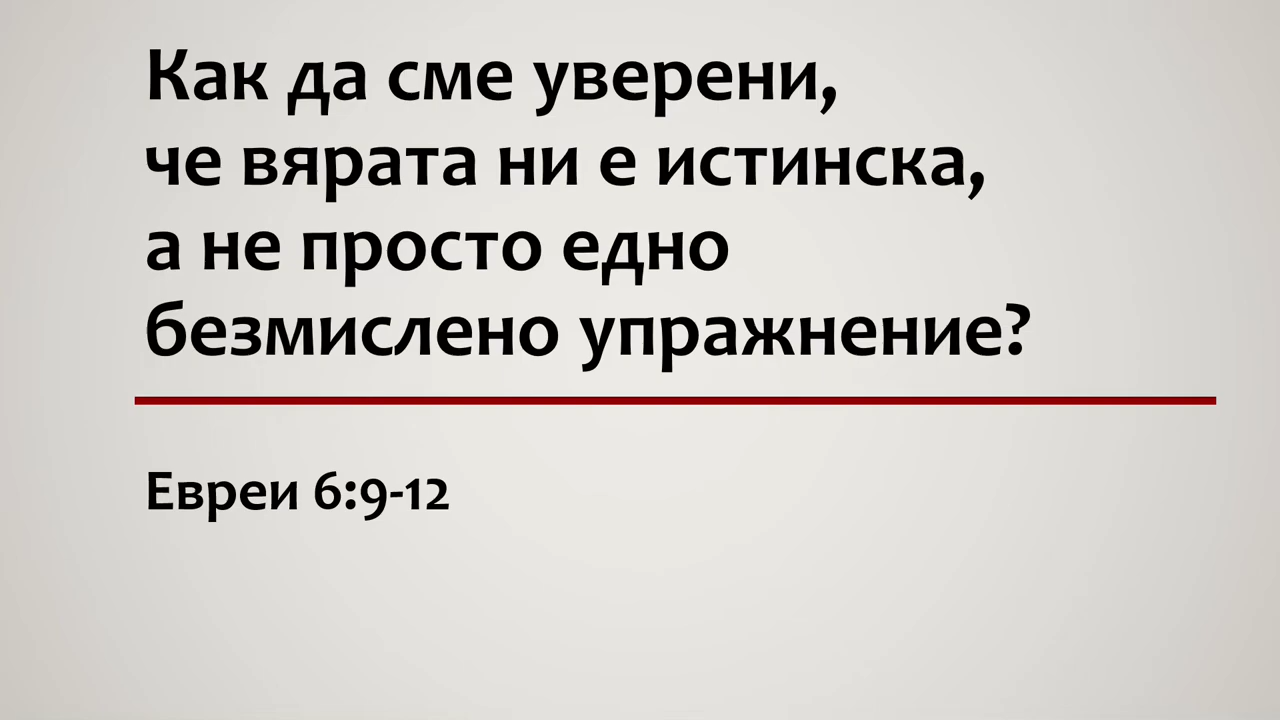 Как да сме уверени,
че вярата ни е истинска,
а не просто едно
безмислено упражнение?
Евреи 6:9-12